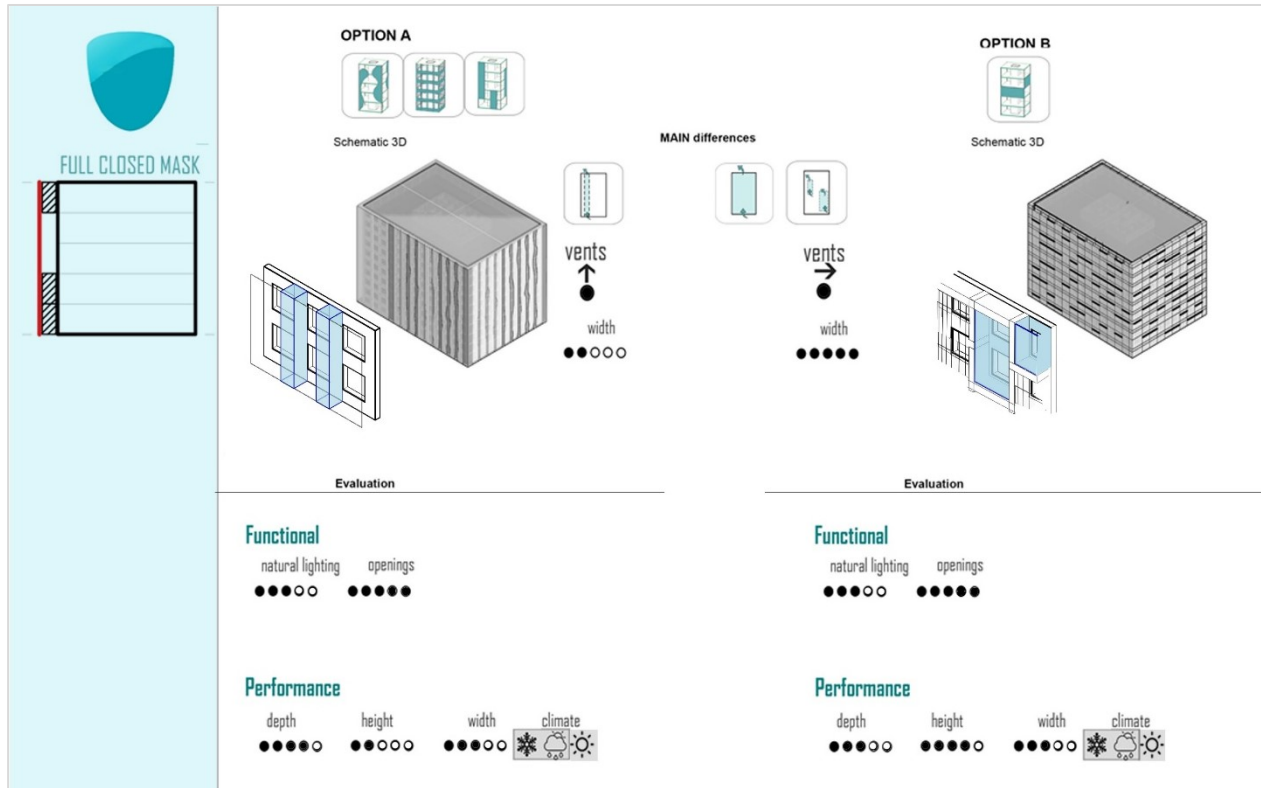 OPTION A
OPTION B
FULL CLOSED MASK
Schematic 3D
MAIN differences
Schematic 3D
vents
width
vents
width
Evaluation
Evaluation
Functional
natural lighting openings
Functional
natural lighting openings
Performance
depth height width climate
Performance
depth height width climate